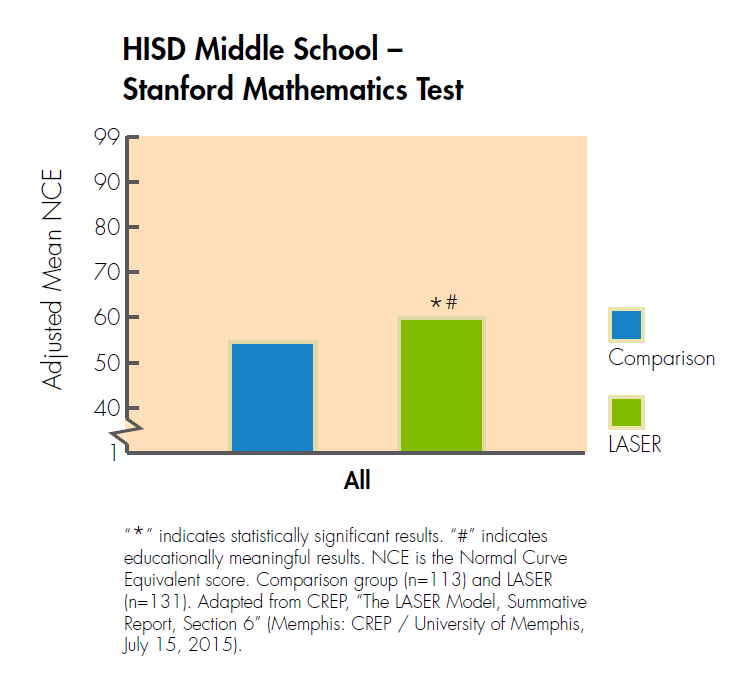 HISD Middle School –
Stanford Mathematics Test
Adjusted Mean NCE
99
90
80
70
60
50
40
1
*#
All
Comparison
LASER
“*” indicates statistically significant results. “#” indicates
educationally meaningful results. NCE is the Normal Curve
Equivalent score. Comparison group (n=113) and LASER
(n=131). Adapted from CREP, “The LASER Model, Summative
Report, Section 6” (Memphis: CREP / University of Memphis,
July 15, 2015).